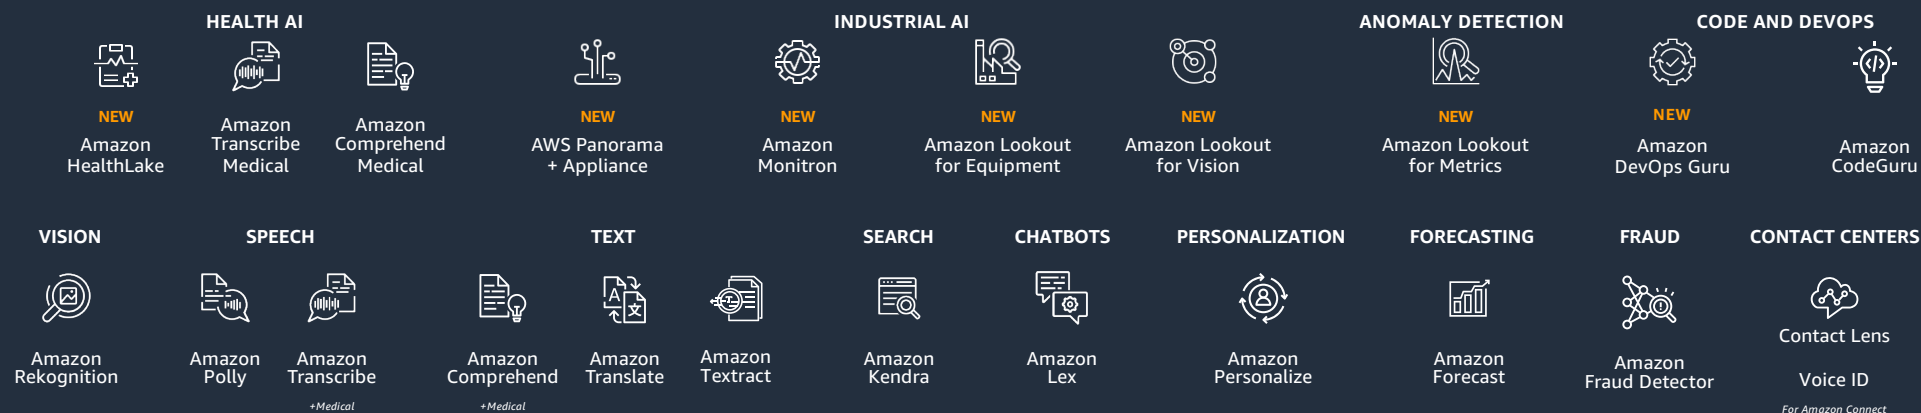 HEALTH AI
INDUSTRIAL AI
ANOMALY DETECTION
CODE AND DEVOPS
NEW
Amazon
HealthLake
Amazon
Transcribe
Medical
Amazon
Comprehend
Medical
NEW
AWS Panorama
+ Appliance
NEW
Amazon
Monitron
NEW
Amazon Lookout
for Equipment
NEW
Amazon Lookout
for Vision
NEW
Amazon Lookout
for Metrics
NEW
Amazon
DevOps Guru
Amazon
CodeGuru
VISION
SPEECH
TEXT
SEARCH
CHATBOTS
PERSONALIZATION
FORECASTING
FRAUD
CONTACT CENTERS
Amazon
Rekognition
Amazon
Polly
Amazon
Transcribe
+Medical
Amazon
Comprehend
+Medical
A
文
Amazon
Translate
Amazon
Textract
Amazon
Kendra
Amazon
Lex
Amazon
Personalize
Amazon
Forecast
Amazon
Fraud Detector
Contact Lens
Voice ID
For Amazon Connect